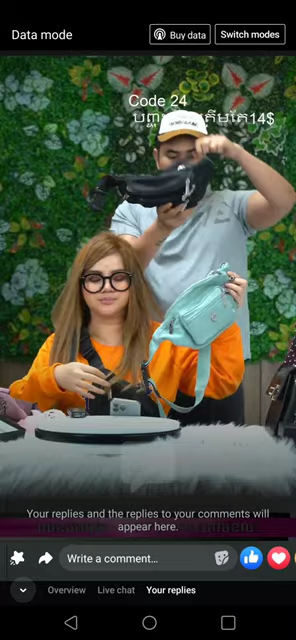 Data mode
Buy data
Switch modes
Code 24
14$
Your replies and the replies to your comments will
appear here.
Write a comment...
Overview
Live chat
Your replies